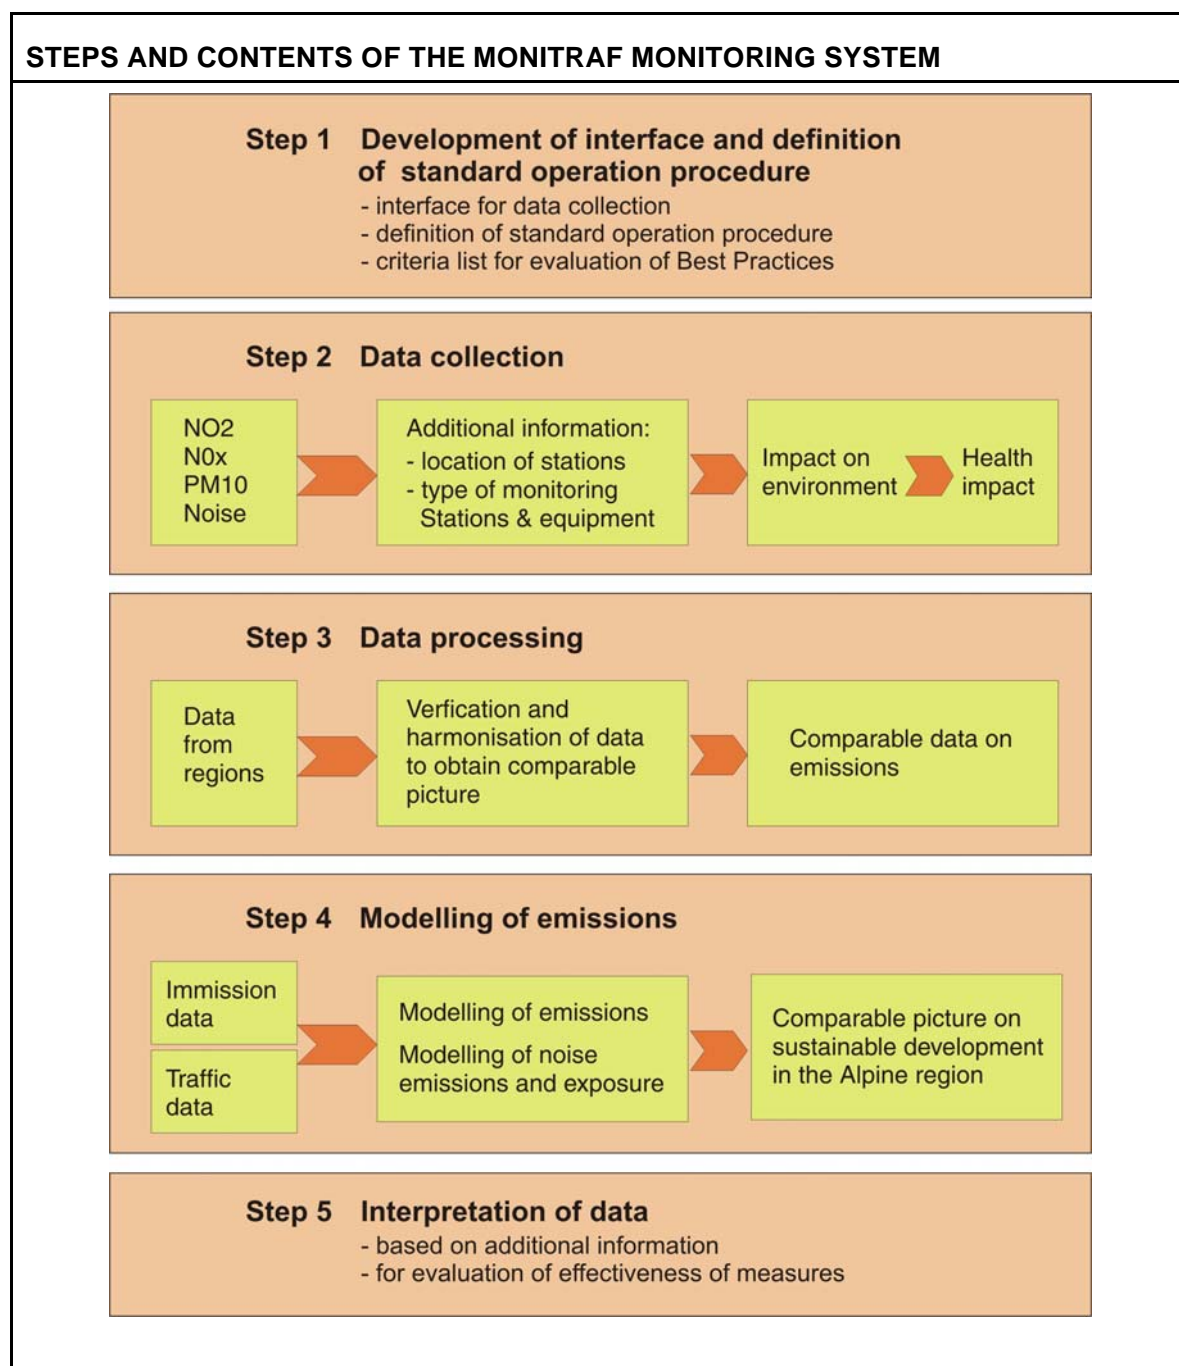 STEPS AND CONTENTS OF THE MONITRAF MONITORING SYSTEM
Step 1 Development of interface and definition
of standard operation procedure
- interface for data collection
- definition of standard operation procedure
- criteria list for evaluation of Best Practices
Step 2 Data collection
NO2
N0x
PM10
Noise
Additional information:
- location of stations
- type of monitoring
Stations & equipment
Impact on
environment
Health
impact
Step 3 Data processing
Data
from
regions
Verfication and
harmonisation of data
to obtain comparable
picture
Comparable data on
emissions
Step 4 Modelling of emissions
Immission
data
Traffic
data
Modelling of emissions
Modelling of noise
emissions and exposure
Comparable picture on
sustainable development
in the Alpine region
Step 5 Interpretation of data
- based on additional information
- for evaluation of effectiveness of measures